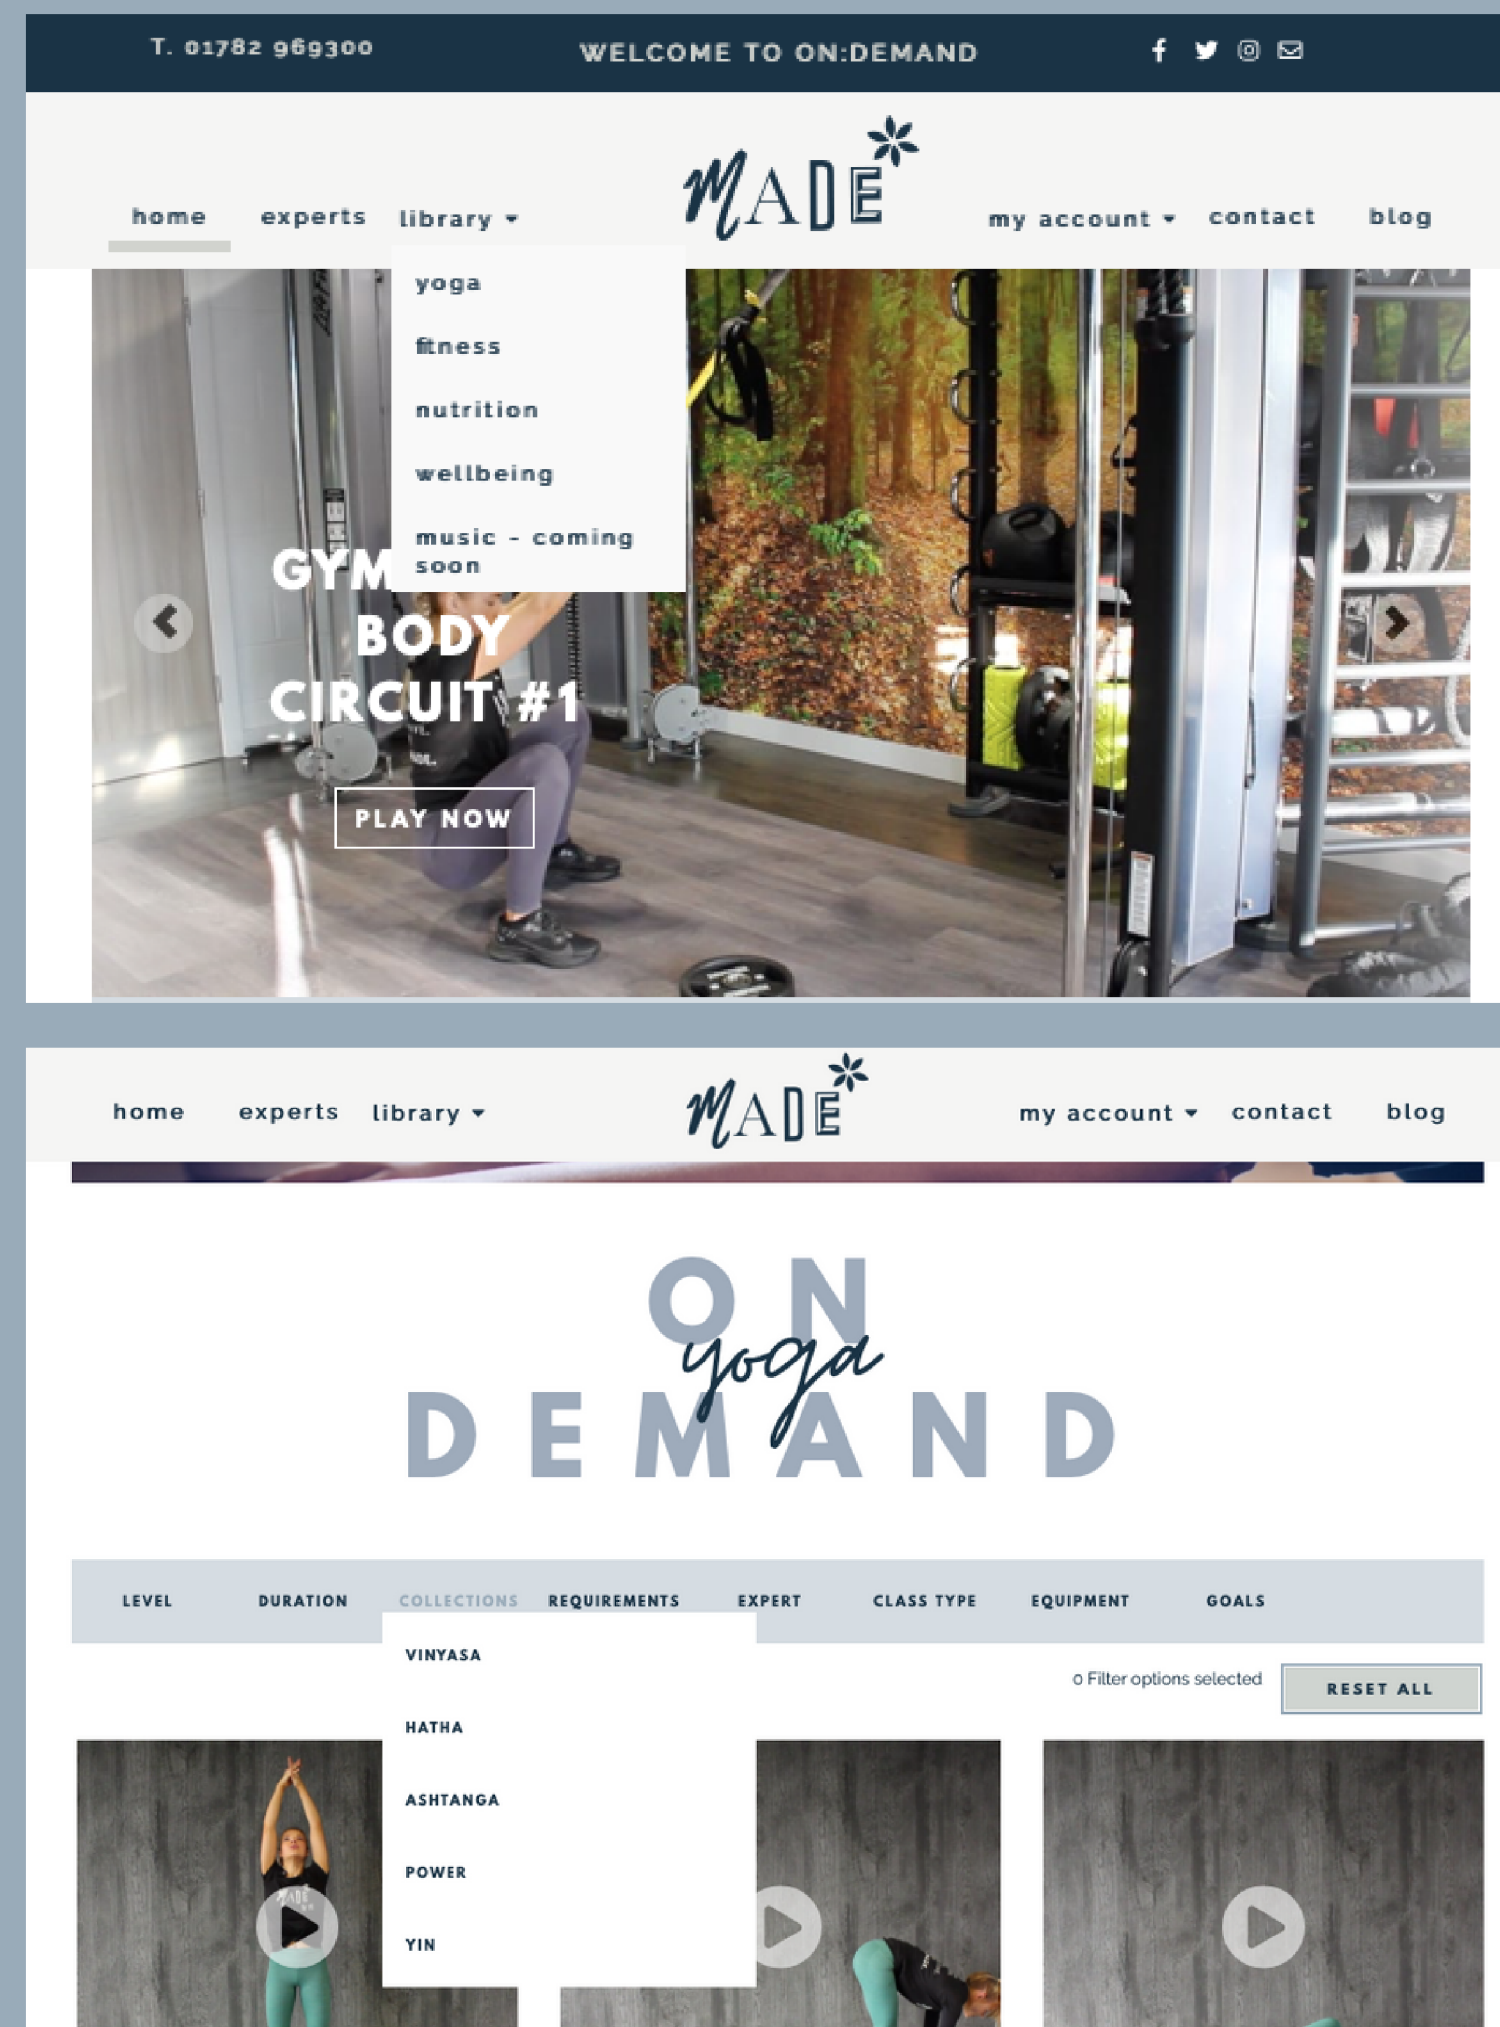 T. 01782 969300
WELCOME TO ON:DEMAND
MADE
home
experts
library
my account
contact
blog
yoga
fitness
nutrition
wellbeing
music - coming
soon
GYM
BODY
CIRCUIT #1
PLAY NOW
home
experts
library
MADE
my account
contact
blog
ON
yoga
DEMAND
LEVEL
DURATION
COLLECTIONS
REQUIREMENTS
EXPERT
CLASS TYPE
EQUIPMENT
GOALS
VINYASA
HATHA
ASHTANGA
POWER
YIN
0 Filter options selected
RESET ALL
MADE